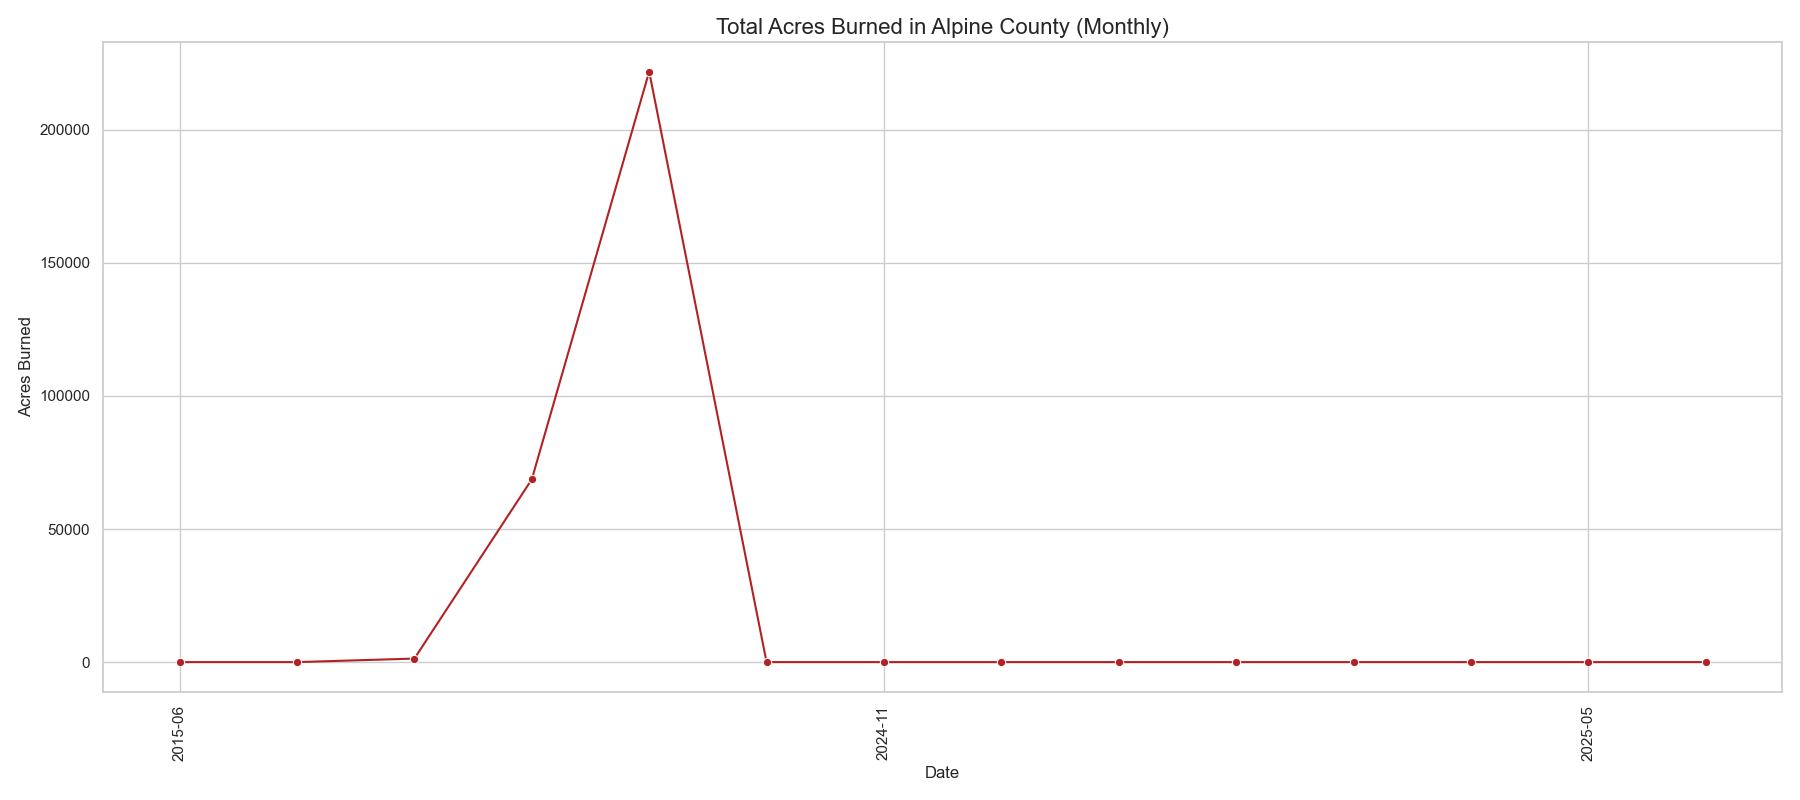 Total Acres Burned in Alpine County (Monthly)
Acres Burned
200000
150000
100000
50000
0
2015-06
2024-11
2025-05
Date